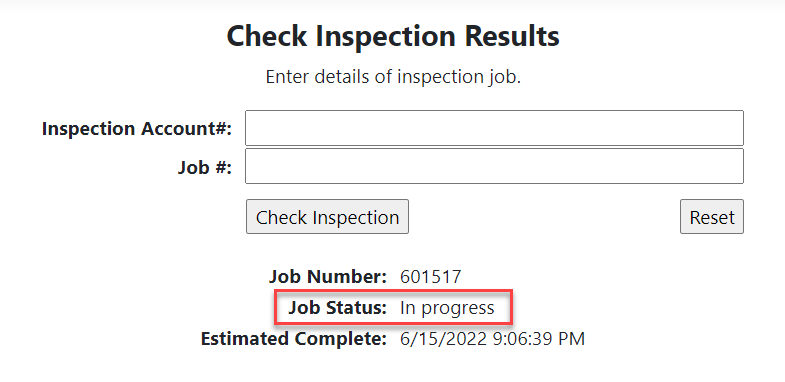 Check Inspection Results
Enter details of inspection job.
Inspection Account#:
Job #:
Check Inspection Reset
Job Number: 601517
Job Status: In progress
Estimated Complete: 6/15/2022 9:06:39 PM